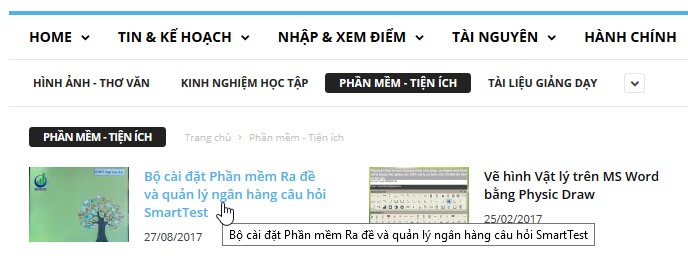 HOME TIN & KẾ HOẠCH NHẬP & XEM ĐIỂM TÀI NGUYÊN HÀNH CHÍNH
HÌNH ẢNH - THƠ VĂN KINH NGHIỆM HỌC TẬP PHẦN MỀM - TIỆN ÍCH TÀI LIỆU GIẢNG DẠY
PHẦN MỀM - TIỆN ÍCH Trang chủ › Phần mềm - Tiện ích
Bộ cài đặt Phần mềm Ra đề
và quản lý ngân hàng câu hỏi
SmartTest
27/08/2017
Vẽ hình Vật lý trên MS Word
bằng Physic Draw
25/02/2017
Bộ cài đặt Phần mềm Ra đề và quản lý ngân hàng câu hỏi SmartTest